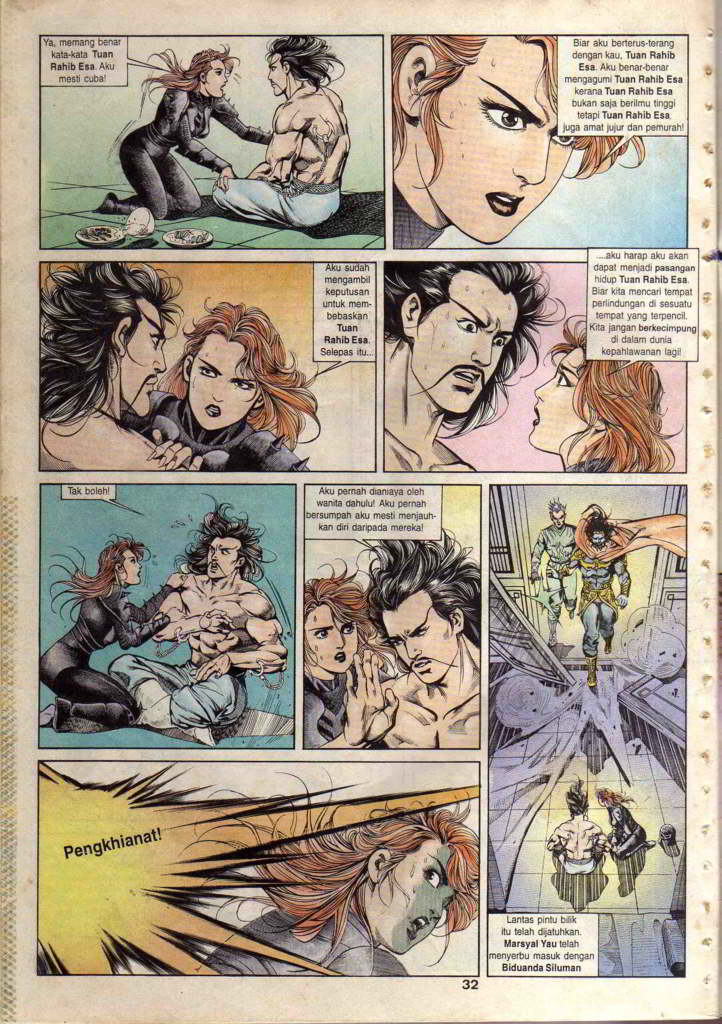 Ya, memang benar
kata-kata Tuan
Rahib Esa. Aku
mesti cuba!
Biar aku berterus-terang
dengan kau, Tuan Rahib
Esa. Aku benar-benar
mengagumi Tuan Rahib Esa
kerana Tuan Rahib Esa
bukan saja berilmu tinggi
tetapi Tuan Rahib Esa
juga amat jujur dan pemurah!
Aku sudah
mengambil
keputusan
untuk mem-
bebaskan
Tuan
Rahib Esa.
Selepas itu...
....aku harap aku akan
dapat menjadi pasangan
hidup Tuan Rahib Esa.
Biar kita mencari tempat
perlindungan di sesuatu
tempat yang terpencil.
Kita jangan berkecimpung
di dalam dunia
kepahlawanan lagi!
Tak boleh!
Aku pernah dianiaya oleh
wanita dahulu! Aku pernah
bersumpah aku mesti menjauh-
kan diri daripada mereka!
Pengkhianat!
Lantas pintu bilik
itu telah dijatuhkan.
Marsyal Yau telah
menyerbu masuk dengan
Biduanda Siluman
32